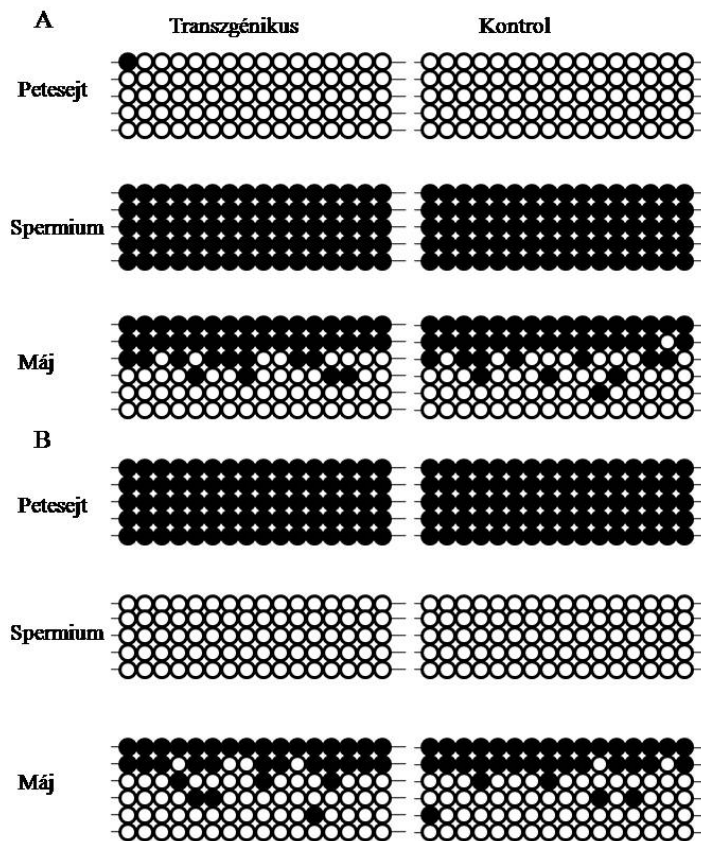 A Transzgénikus Kontrol
Petesejt
Spermium
Máj
B
Petesejt
Spermium
Máj